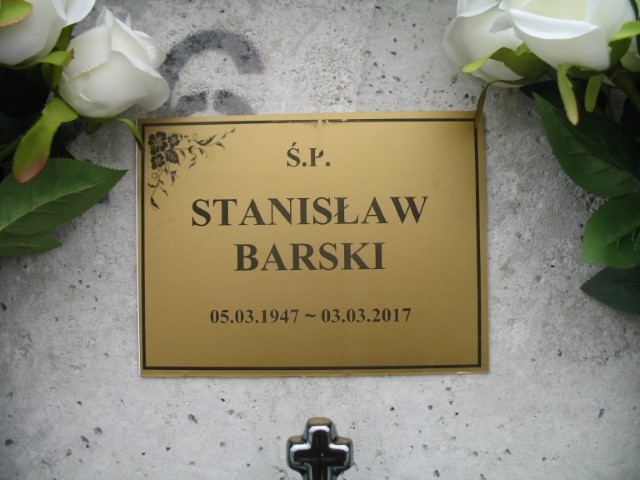 Ś.P.
STANISŁAW
BARSKI
05.03.1947 ~ 03.03.2017